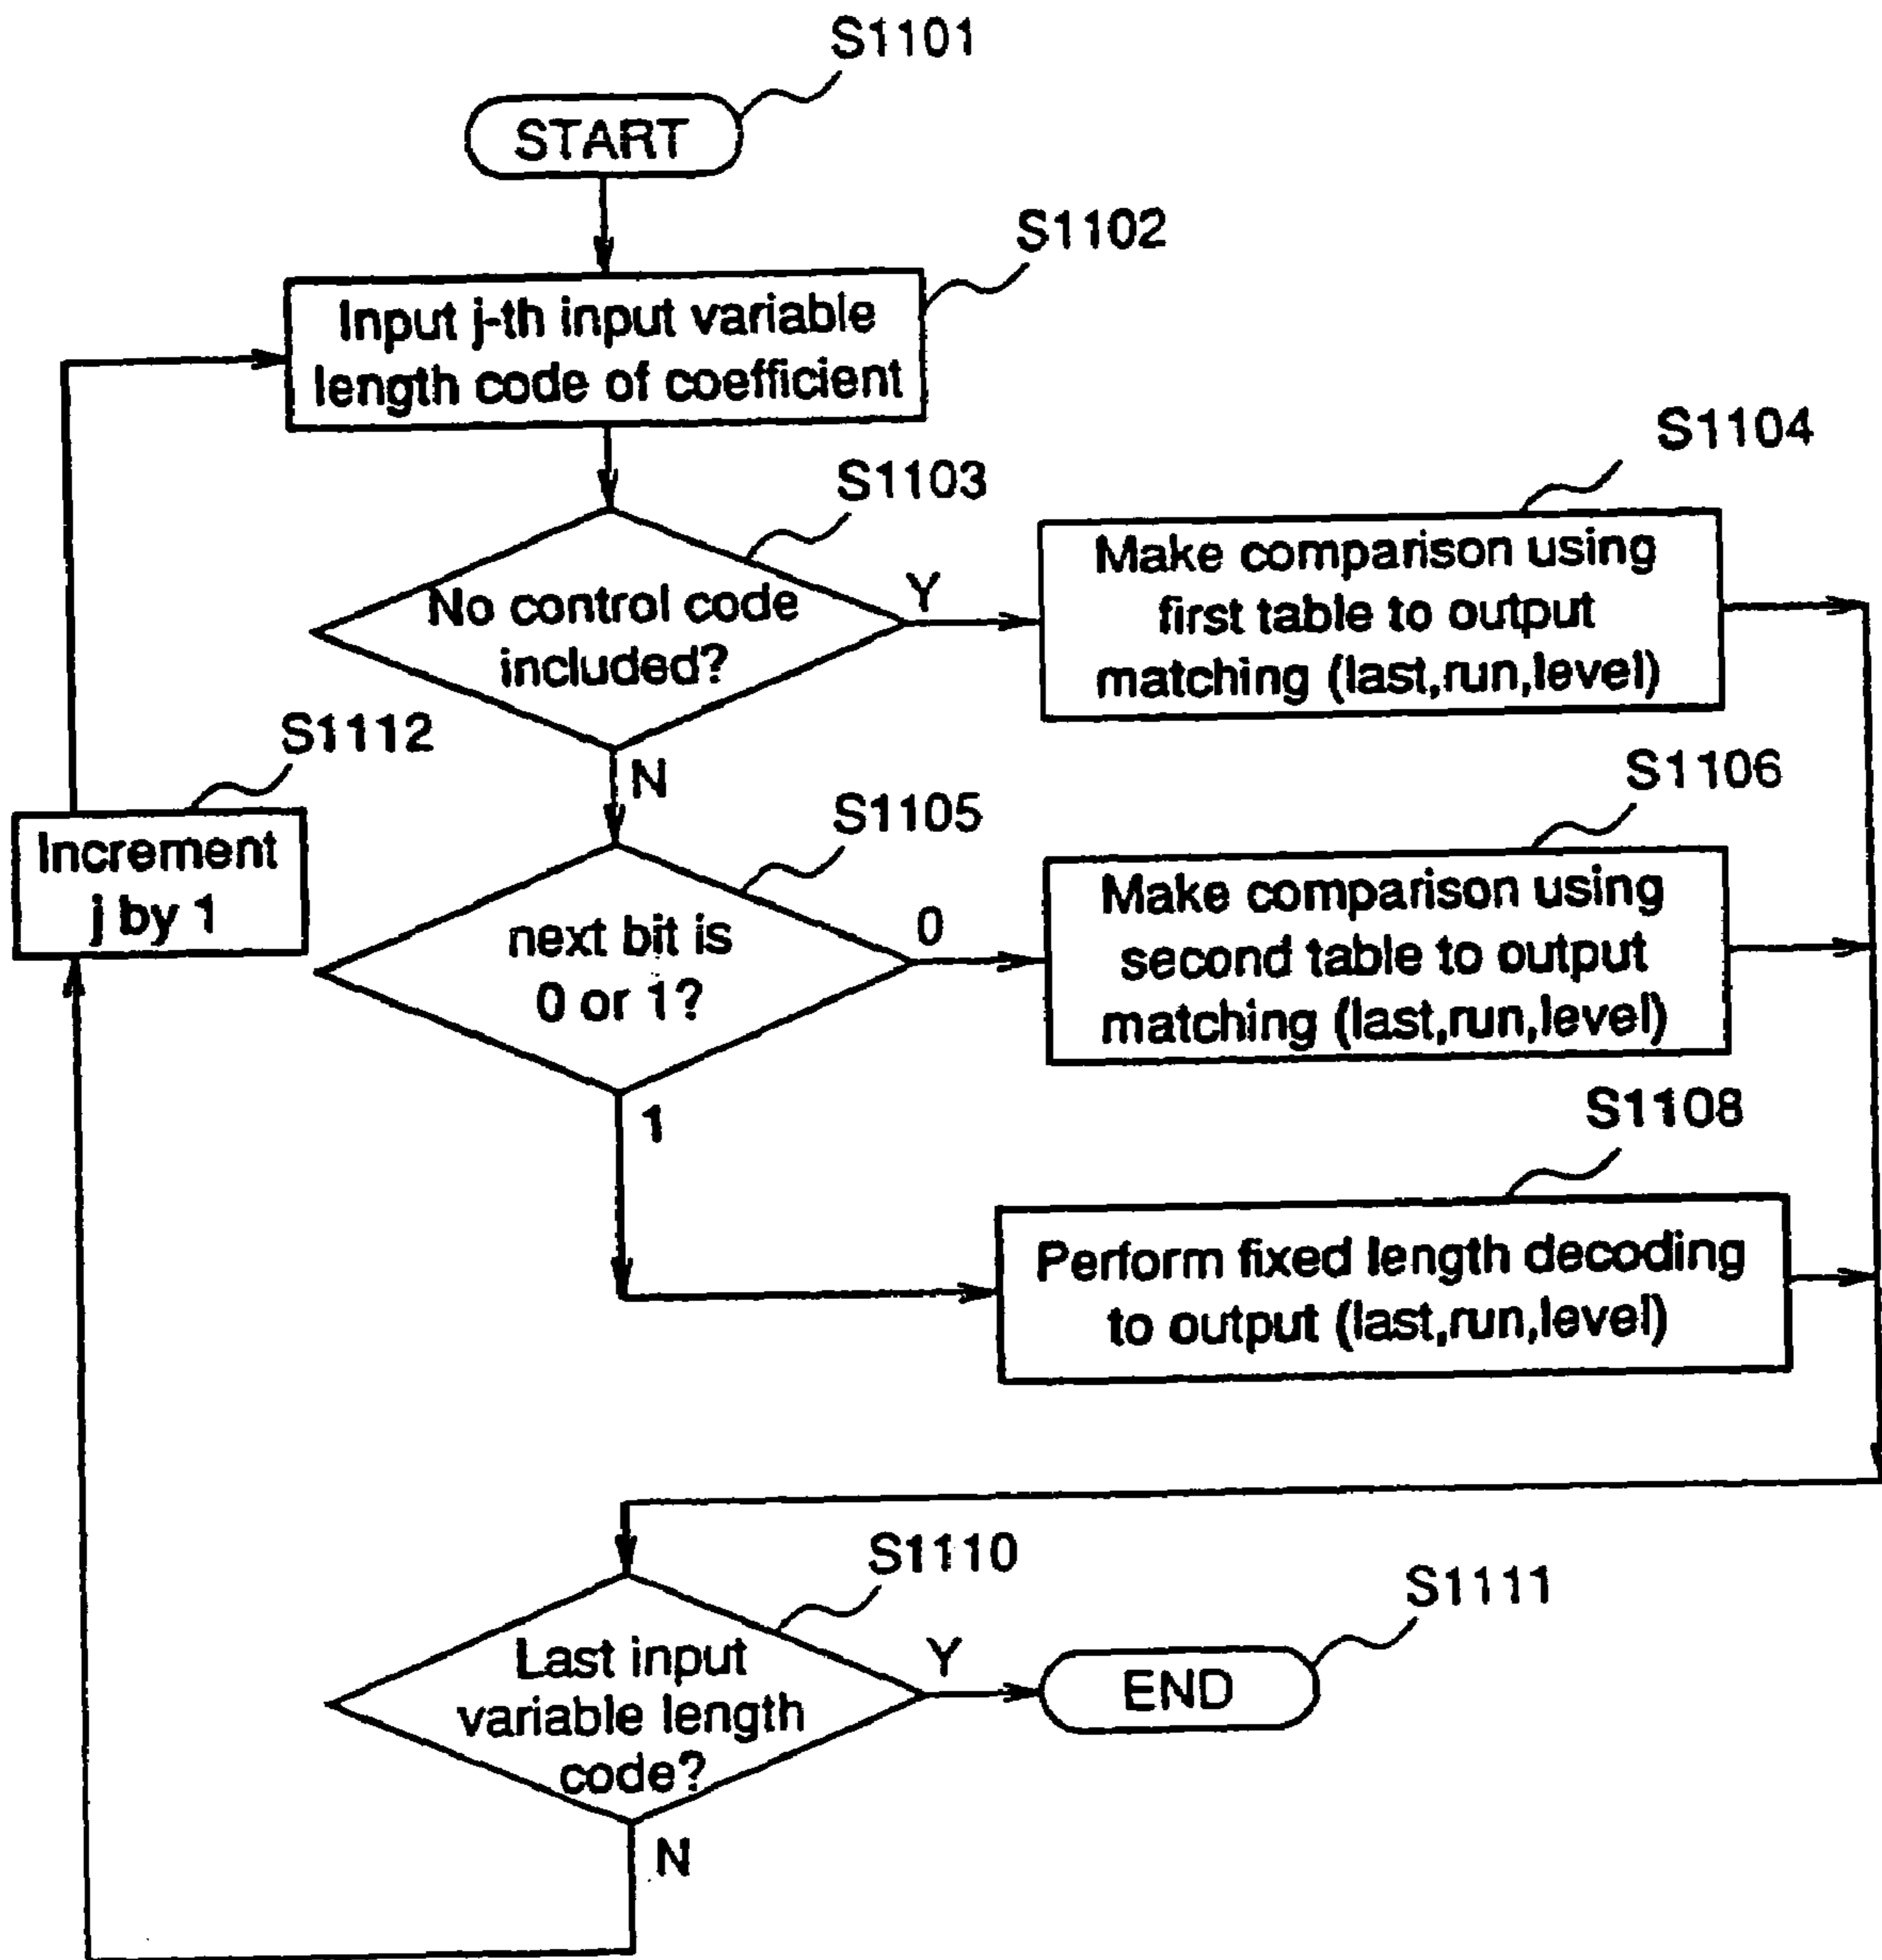 S1101
START
S1102
Input j-th input variable
length code of coefficient
S1103
No control code
included?
Y
N
S1104
Make comparison using
first table to output
matching (last,run,level)
S1112
Increment
j by 1
S1105
next bit is
0 or 1?
0
1
S1106
Make comparison using
second table to output
matching (last,run,level)
S1108
Perform fixed length decoding
to output (last,run,level)
S1110
Last input
variable length
code?
Y
N
S1111
END